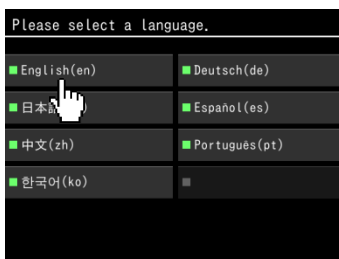 Please select a language.
English(en)
Deutsch(de)
日本
Español(es)
中文(zh)
Português(pt)
한국어(ko)